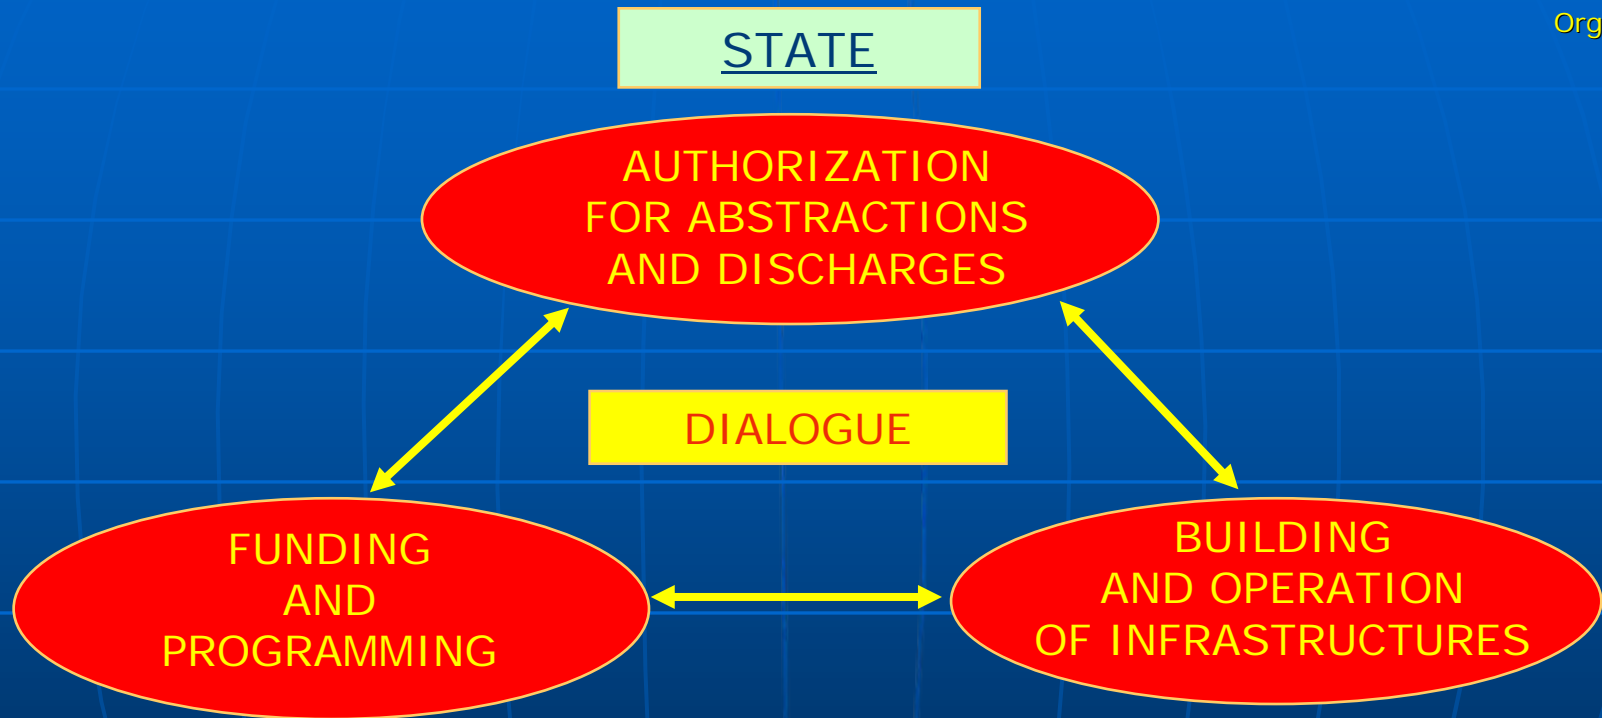 Org
STATE
AUTHORIZATION
FOR ABSTRACTIONS
AND DISCHARGES
DIALOGUE
FUNDING
AND
PROGRAMMING
BUILDING
AND OPERATION
OF INFRASTRUCTURES